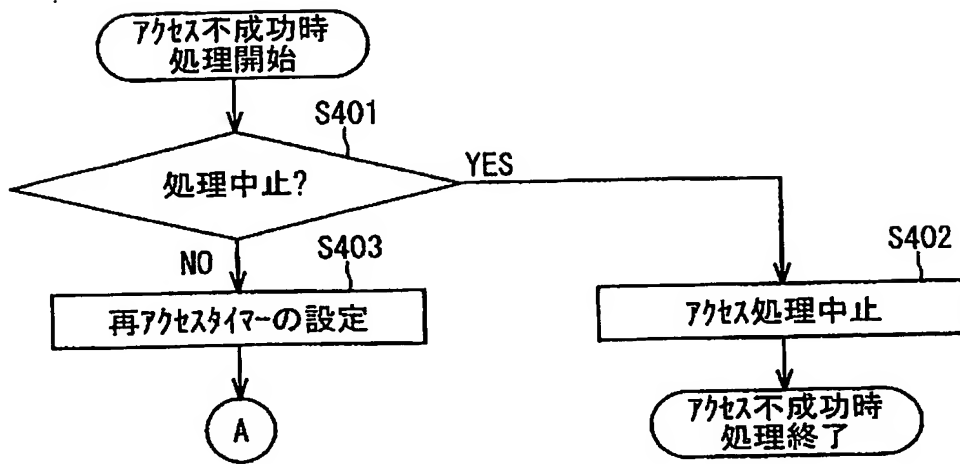 アクセス不成功時
処理開始
S401
処理中止?
YES
NO
S403
S402
再アクセスタイマーの設定
アクセス処理中止
A
アクセス不成功時
処理終了